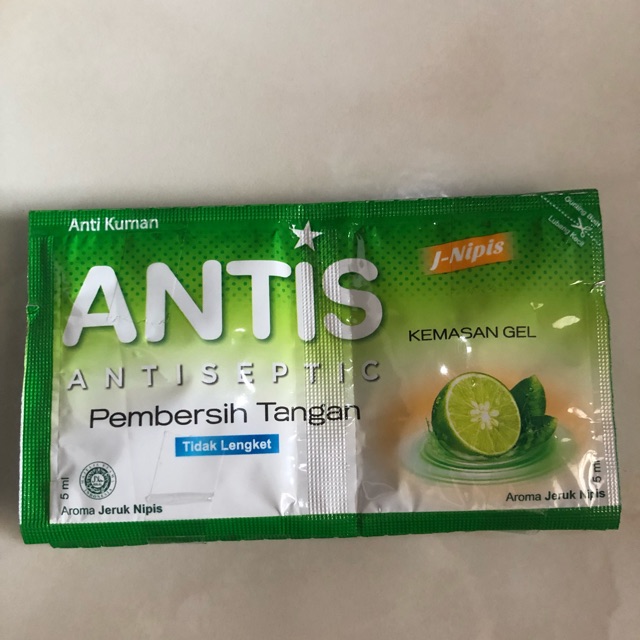 Anti Kuman
ANTIS
ANTISEPTIC
Pembersih Tangan
Tidak Lengket
5 ml
Aroma Jeruk Nipis
J-Nipis
KEMASAN GEL
5 ml
Aroma Jeruk Nipis